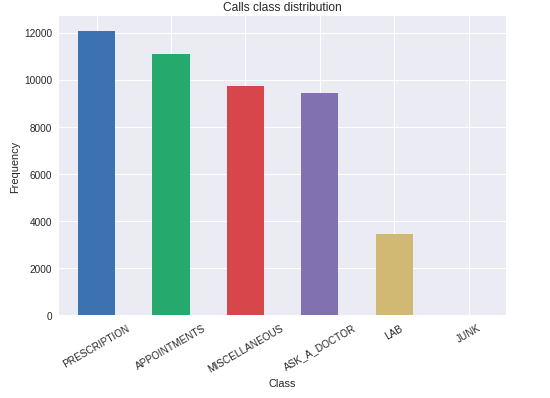 Calls class distribution
12000
10000
8000
6000
4000
2000
0
Frequency
PRESCRIPTION
APPOINTMENTS
MISCELLANEOUS
ASK_A_DOCTOR
LAB
JUNK
Class